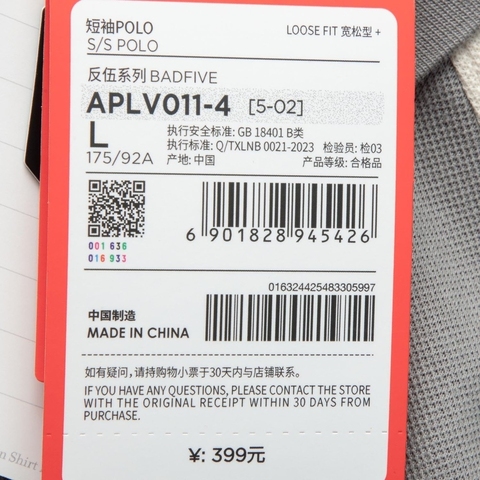 短袖POLO
S/S POLO
LOOSE FIT 宽松型 +
反伍系列 BADFIVE
APLV011-4 [5-02]
L
175/92A
执行安全标准: GB 18401 B类
执行标准: Q/TXLNB 0021-2023 检验员: 检03
产地: 中国 产品等级: 合格品
001 636
016 933
6 901828 945426
016324425483305997
中国制造
MADE IN CHINA
如有疑问,请持购物小票于30天内与店铺联系。
IF YOU HAVE ANY QUESTIONS, PLEASE CONTACT THE STORE
WITH THE ORIGINAL RECEIPT WITHIN 30 DAYS FROM
PURCHASE.
¥: 399元
n Shirt